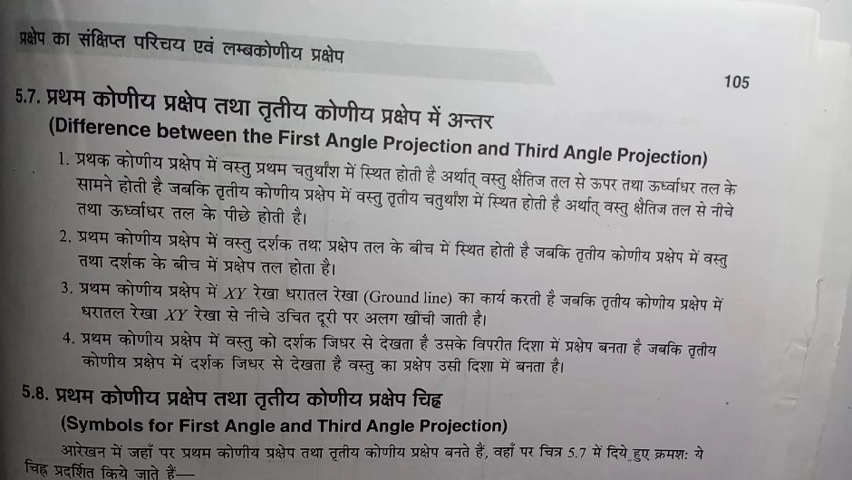 प्रक्षेप का संक्षिप्त परिचय एवं लम्बकोणीय प्रक्षेप
105
5.7. प्रथम कोणीय प्रक्षेप तथा तृतीय कोणीय प्रक्षेप में अन्तर
(Difference between the First Angle Projection and Third Angle Projection)
1. प्रथक कोणीय प्रक्षेप में वस्तु प्रथम चतुर्थांश में स्थित होती है अर्थात् वस्तु क्षैतिज तल से ऊपर तथा ऊर्ध्वाधर तल के
सामने होती है जबकि तृतीय कोणीय प्रक्षेप में वस्तु तृतीय चतुर्थांश में स्थित होती है अर्थात् वस्तु क्षैतिज तल से नीचे
तथा ऊर्ध्वाधर तल के पीछे होती है।
2. प्रथम कोणीय प्रक्षेप में वस्तु दर्शक तथा प्रक्षेप तल के बीच में स्थित होती है जबकि तृतीय कोणीय प्रक्षेप में वस्तु
तथा दर्शक के बीच में प्रक्षेप तल होता है।
3. प्रथम कोणीय प्रक्षेप में XY रेखा धरातल रेखा (Ground line) का कार्य करती है जबकि तृतीय कोणीय प्रक्षेप में
धरातल रेखा XY रेखा से नीचे उचित दूरी पर अलग खींची जाती है।
4. प्रथम कोणीय प्रक्षेप में वस्तु को दर्शक जिधर से देखता है उसके विपरीत दिशा में प्रक्षेप बनता है जबकि तृतीय
कोणीय प्रक्षेप में दर्शक जिधर से देखता है वस्तु का प्रक्षेप उसी दिशा में बनता है।
5.8. प्रथम कोणीय प्रक्षेप तथा तृतीय कोणीय प्रक्षेप चिह्न
(Symbols for First Angle and Third Angle Projection)
आरेखन में जहाँ पर प्रथम कोणीय प्रक्षेप तथा तृतीय कोणीय प्रक्षेप बनते हैं, वहाँ पर चित्र 5.7 में दिये हुए क्रमशः ये
चिह्न प्रदर्शित किये जाते हैं—